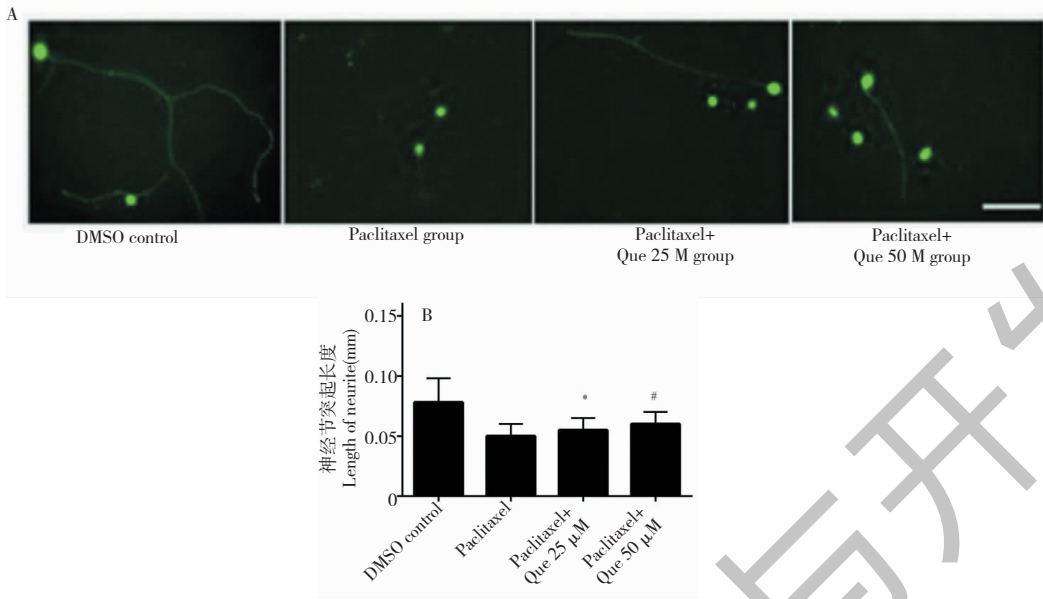 A
DMSO control
Paclitaxel group
Paclitaxel+
Que 25 M group
Paclitaxel+
Que 50 M group
B
神经节突起长度
Length of neurite(mm)
0.15
0.10
0.05
0
*
#
DMSO control
Paclitaxel
Paclitaxel+
Que 25 μM
Paclitaxel+
Que 50 μM
与开